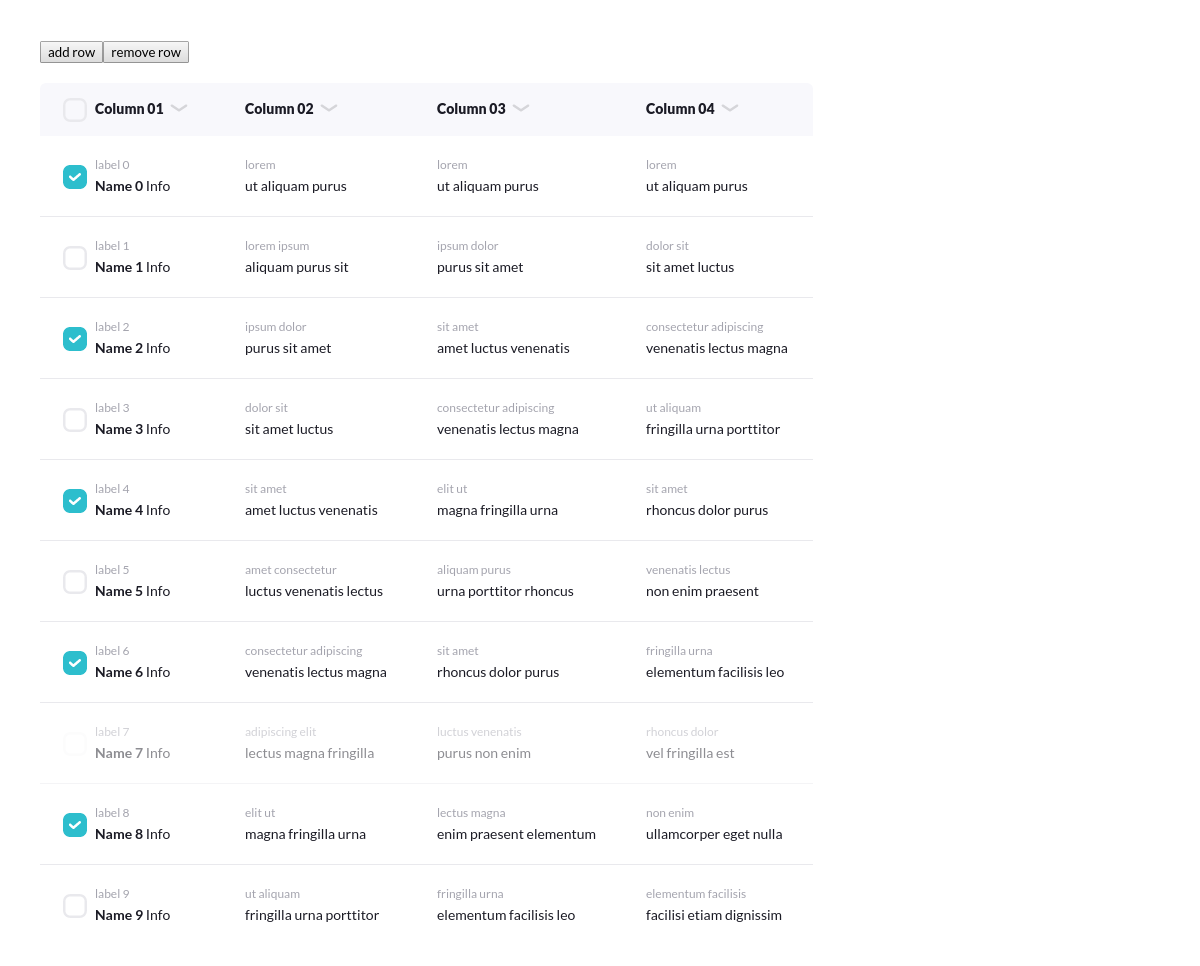 add row remove row
Column 01 Column 02 Column 03 Column 04
label 0 lorem lorem lorem
Name 0 Info ut aliquam purus ut aliquam purus ut aliquam purus
label 1 lorem ipsum ipsum dolor dolor sit
Name 1 Info aliquam purus sit purus sit amet sit amet luctus
label 2 ipsum dolor sit amet consectetur adipiscing
Name 2 Info purus sit amet amet luctus venenatis venenatis lectus magna
label 3 dolor sit consectetur adipiscing ut aliquam
Name 3 Info sit amet luctus venenatis lectus magna fringilla urna porttitor
label 4 sit amet elit ut sit amet
Name 4 Info amet luctus venenatis magna fringilla urna rhoncus dolor purus
label 5 amet consectetur aliquam purus venenatis lectus
Name 5 Info luctus venenatis lectus urna porttitor rhoncus non enim praesent
label 6 consectetur adipiscing sit amet fringilla urna
Name 6 Info venenatis lectus magna rhoncus dolor purus elementum facilisis leo
label 7 adipiscing elit luctus venenatis rhoncus dolor
Name 7 Info lectus magna fringilla purus non enim vel fringilla est
label 8 elit ut lectus magna non enim
Name 8 Info magna fringilla urna enim praesent elementum ullamcorper eget nulla
label 9 ut aliquam fringilla urna elementum facilisis
Name 9 Info fringilla urna porttitor elementum facilisis leo facilisi etiam dignissim